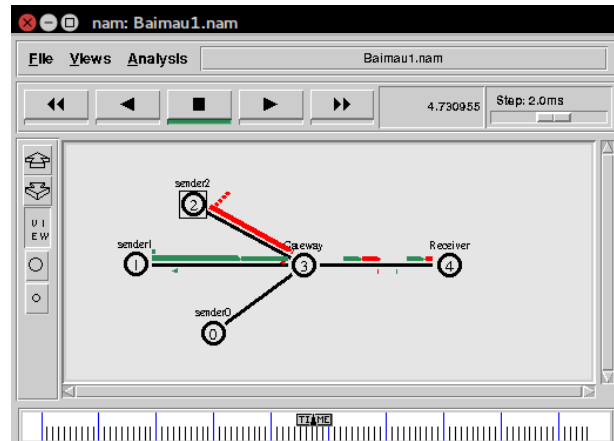 nam: Baimau1.nam
File Views Analysis Baimau1.nam
4.730955 Step: 2.0ms
V I
E W
sender2
2
sender1 Gateway Receiver
1 3 4
sender0
0
TIME